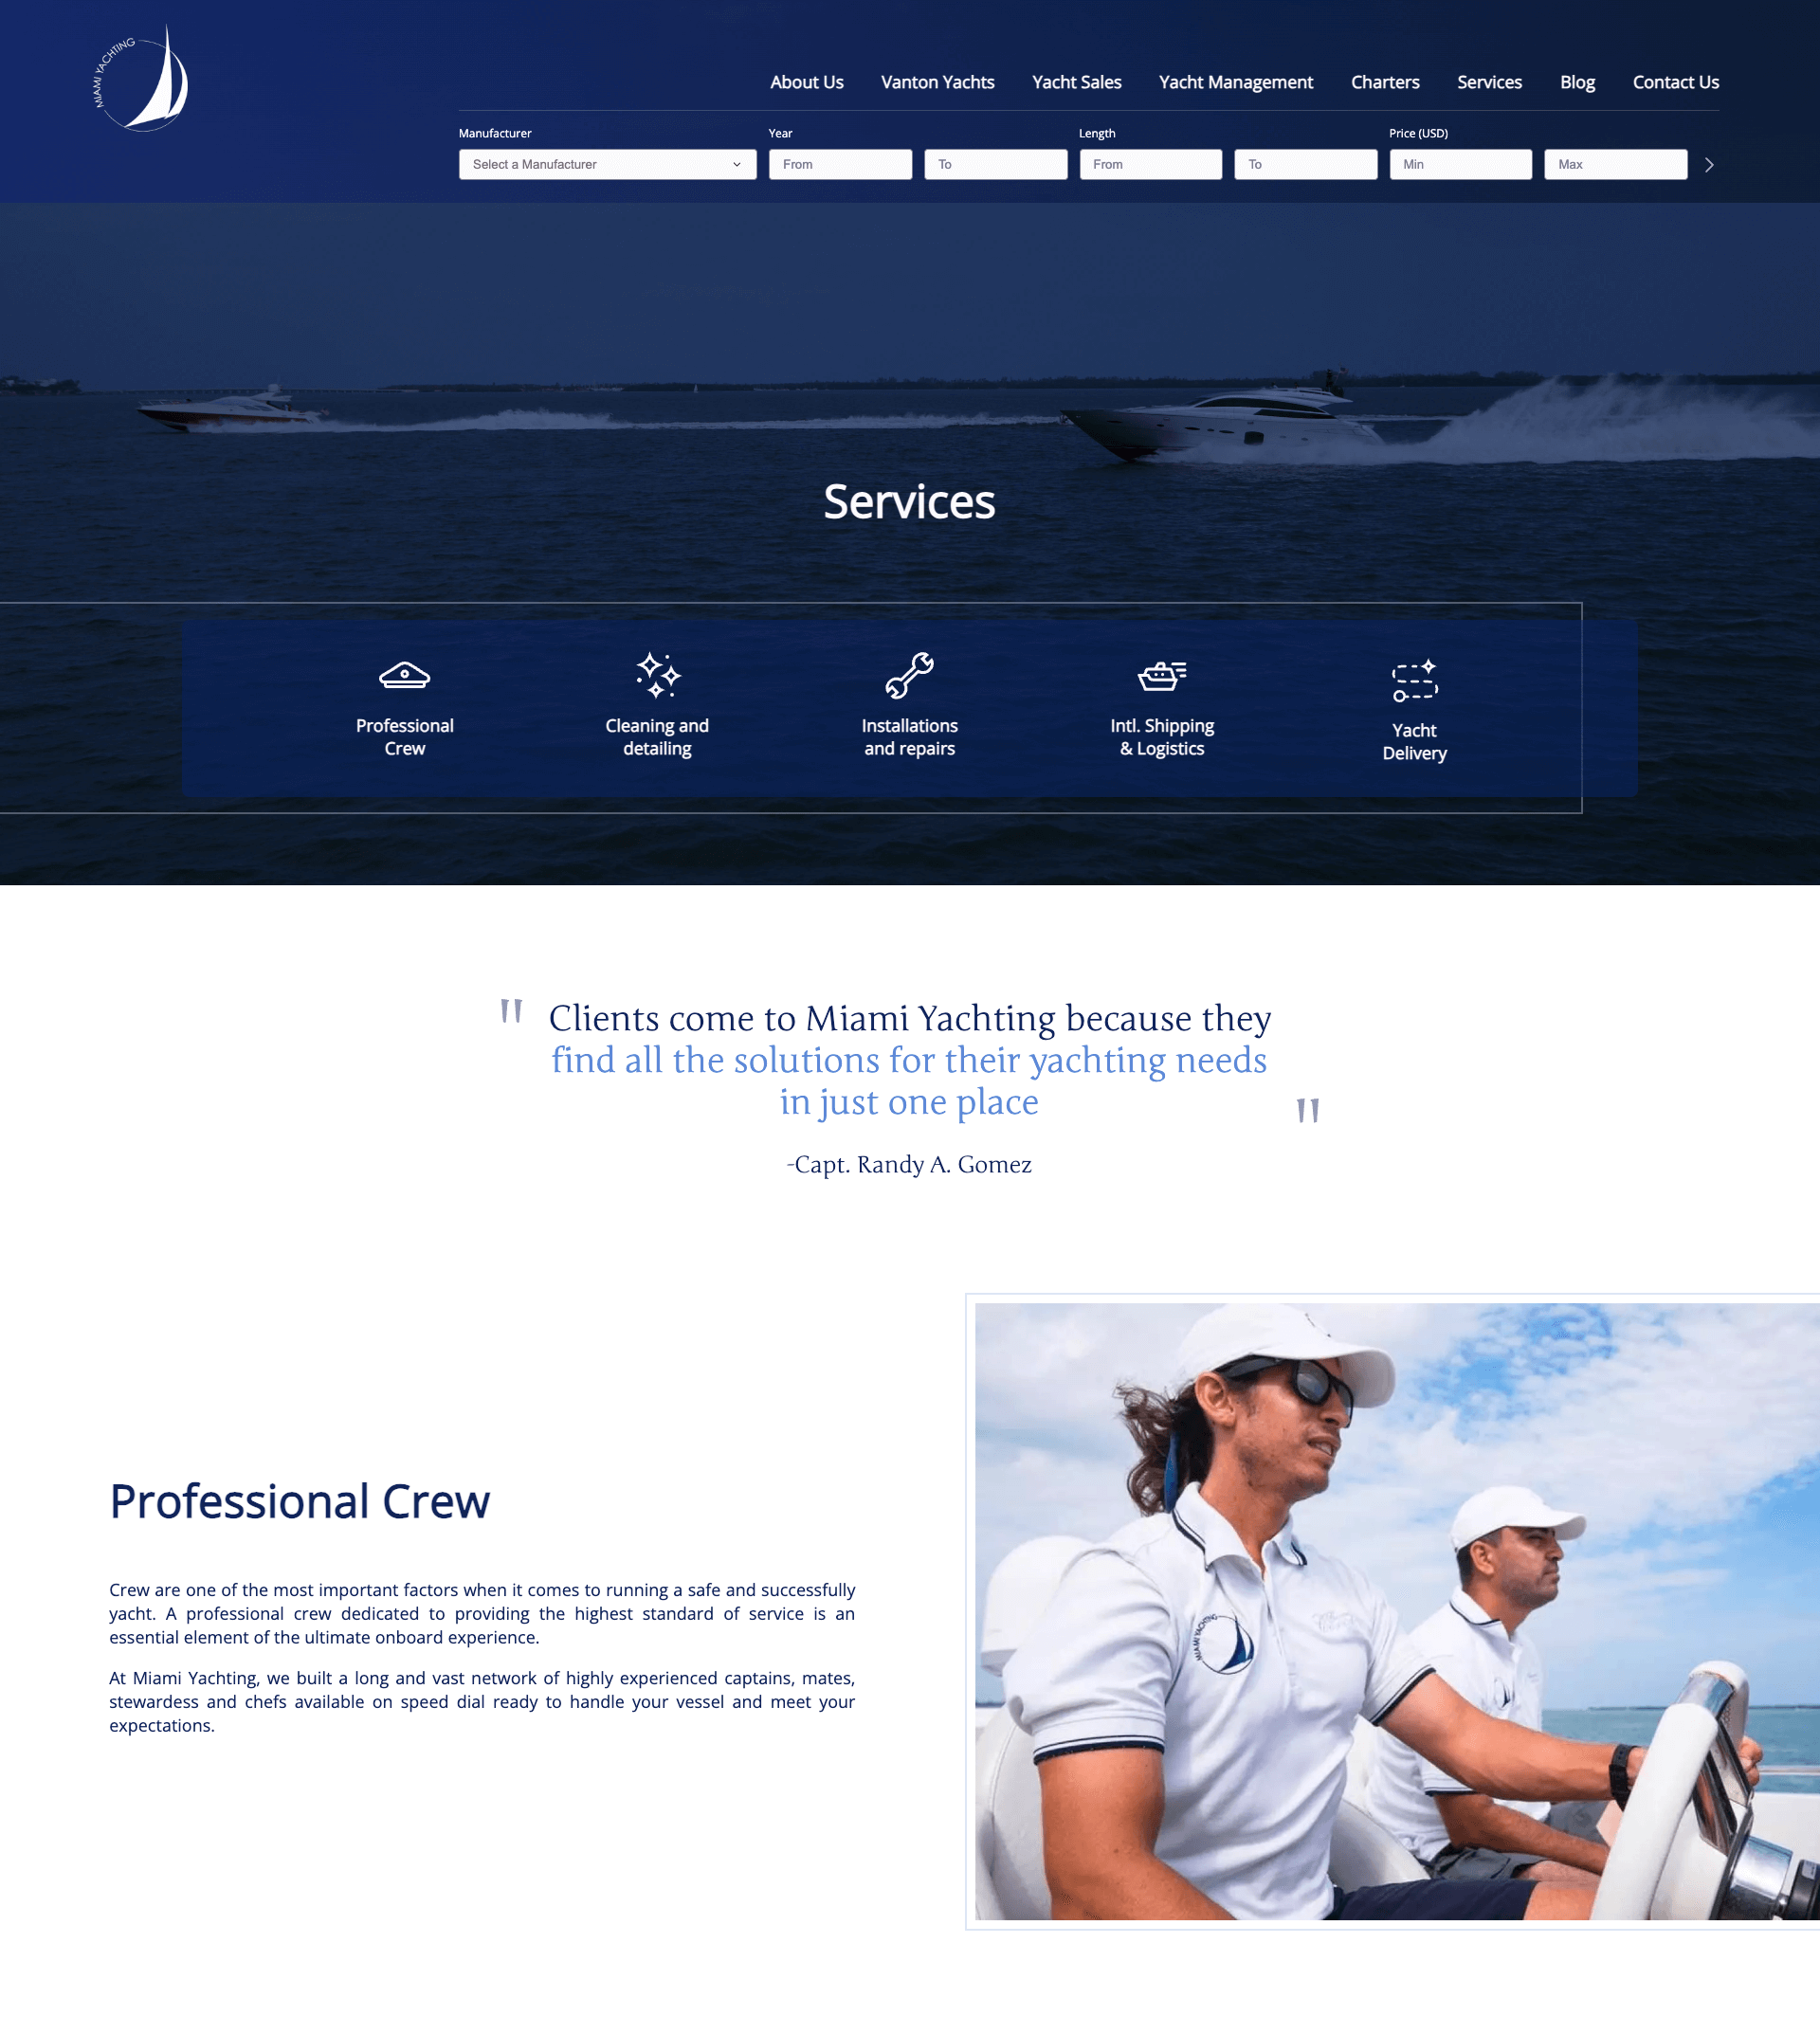 MIAMI YACHTING
About Us Vanton Yachts Yacht Sales Yacht Management Charters Services Blog Contact Us
Manufacturer Year Length Price (USD)
Select a Manufacturer From To From To Min Max
Services
Professional
Crew
Cleaning and
detailing
Installations
and repairs
Intl. Shipping
& Logistics
Yacht
Delivery
" Clients come to Miami Yachting because they
find all the solutions for their yachting needs
in just one place "
-Capt. Randy A. Gomez
Professional Crew
Crew are one of the most important factors when it comes to running a safe and successfully
yacht. A professional crew dedicated to providing the highest standard of service is an
essential element of the ultimate onboard experience.
At Miami Yachting, we built a long and vast network of highly experienced captains, mates,
stewardess and chefs available on speed dial ready to handle your vessel and meet your
expectations.
MIAMI YACHTING